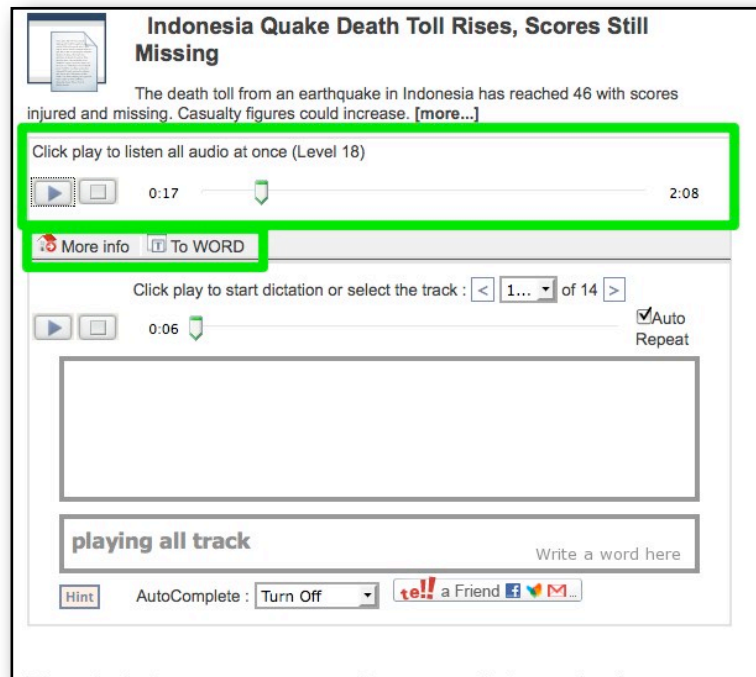 Indonesia Quake Death Toll Rises, Scores Still
Missing
The death toll from an earthquake in Indonesia has reached 46 with scores
injured and missing. Casualty figures could increase. [more...]
Click play to listen all audio at once (Level 18)
0:17 2:08
More info To WORD
Click play to start dictation or select the track : < 1... of 14 >
0:06 Auto
Repeat
playing all track
Write a word here
Hint AutoComplete : Turn Off te!! a Friend